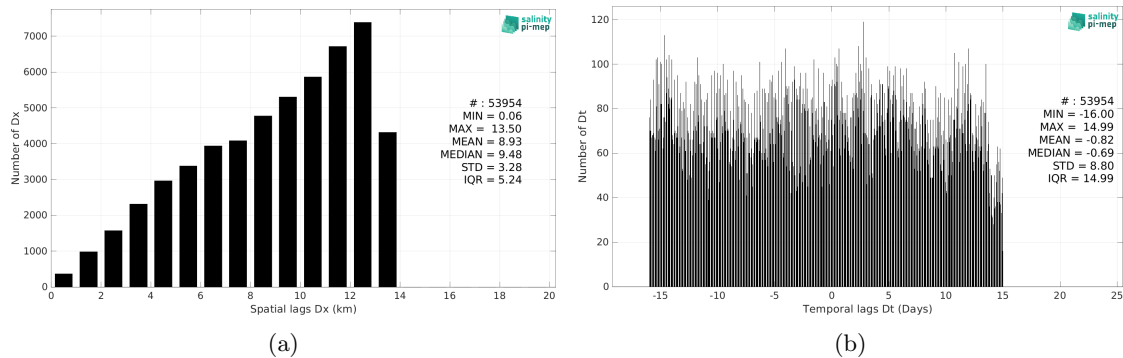 salinity
pi-mep
7000
6000
5000
4000
3000
2000
1000
0
Number of Dx
# : 53954
MIN = 0.06
MAX = 13.50
MEAN = 8.93
MEDIAN = 9.48
STD = 3.28
IQR = 5.24
0 2 4 6 8 10 12 14 16 18 20
Spatial lags Dx (km)
(a)
salinity
pi-mep
120
100
80
60
40
20
0
Number of Dt
# : 53954
MIN = -16.00
MAX = 14.99
MEAN = -0.82
MEDIAN = -0.69
STD = 8.80
IQR = 14.99
-15 -10 -5 0 5 10 15 20 25
Temporal lags Dt (Days)
(b)